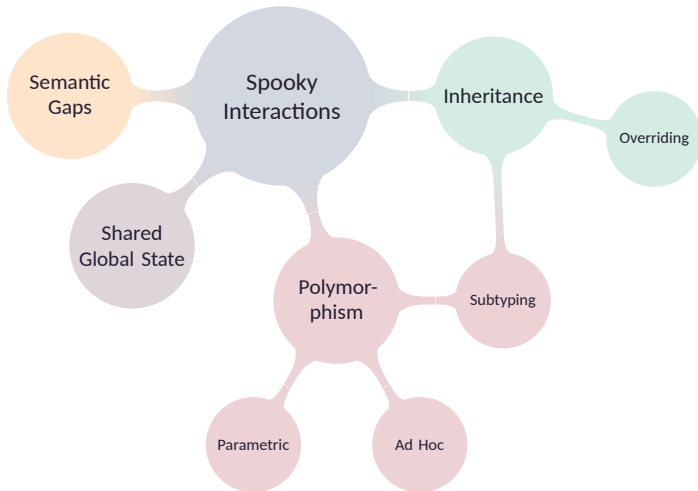 Semantic
Gaps
Spooky
Interactions
Inheritance
Overriding
Shared
Global State
Polymor-
phism
Subtyping
Parametric
Ad Hoc